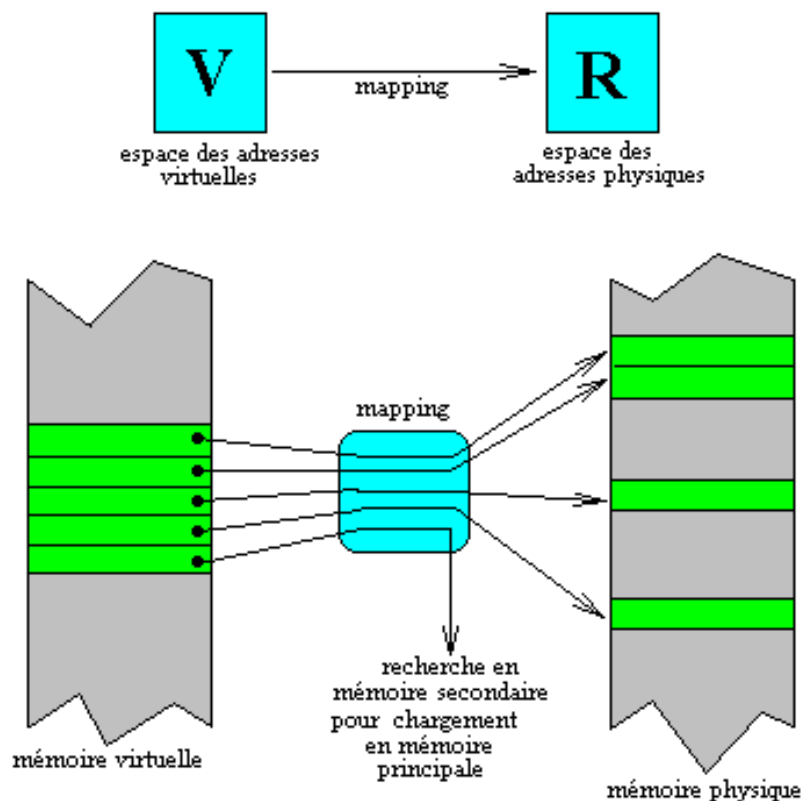 V
mapping
R
espace des adresses
virtuelles
espace des
adresses physiques
mapping
recherche en
mémoire secondaire
pour chargement
en mémoire
principale
mémoire virtuelle
mémoire physique